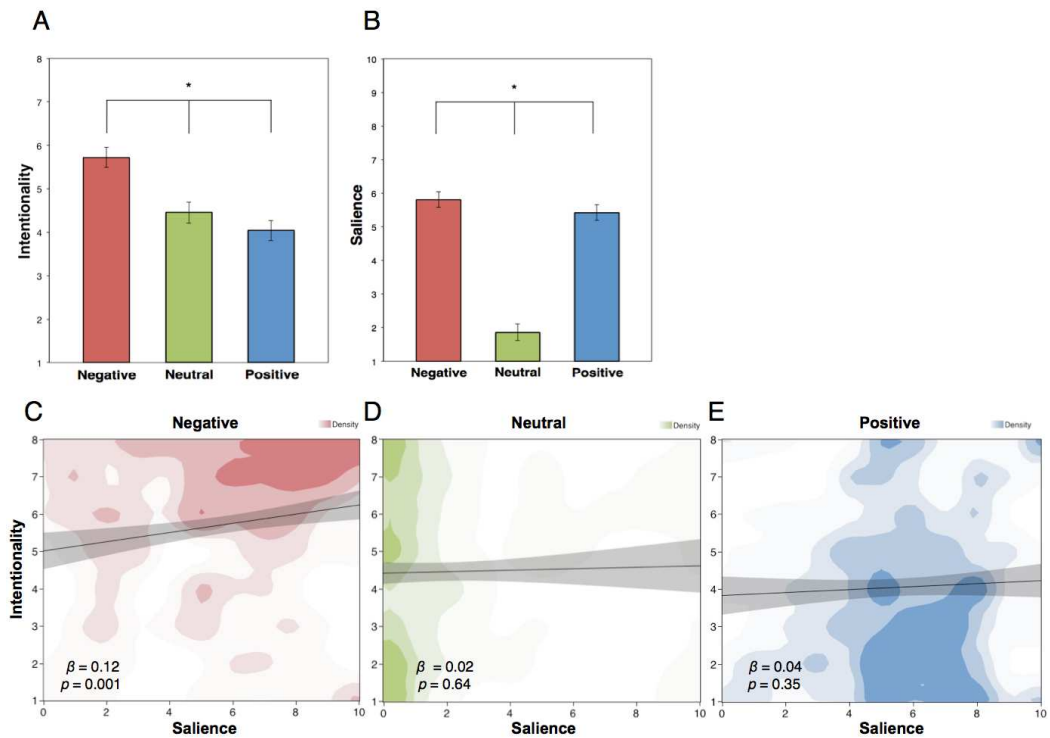 A
B
8
7
6
5
4
3
2
1
Intentionality
*
Negative Neutral Positive
10
9
8
7
6
5
4
3
2
1
Salience
*
Negative Neutral Positive
C
Negative
Density
8
7
6
5
4
3
2
1
Intentionality
β = 0.12
p = 0.001
0 2 4 6 8 10
Salience
D
Neutral
Density
8
7
6
5
4
3
2
1
β = 0.02
p = 0.64
0 2 4 6 8 10
Salience
E
Positive
Density
8
7
6
5
4
3
2
1
Intentionality
β = 0.04
p = 0.35
0 2 4 6 8 10
Salience